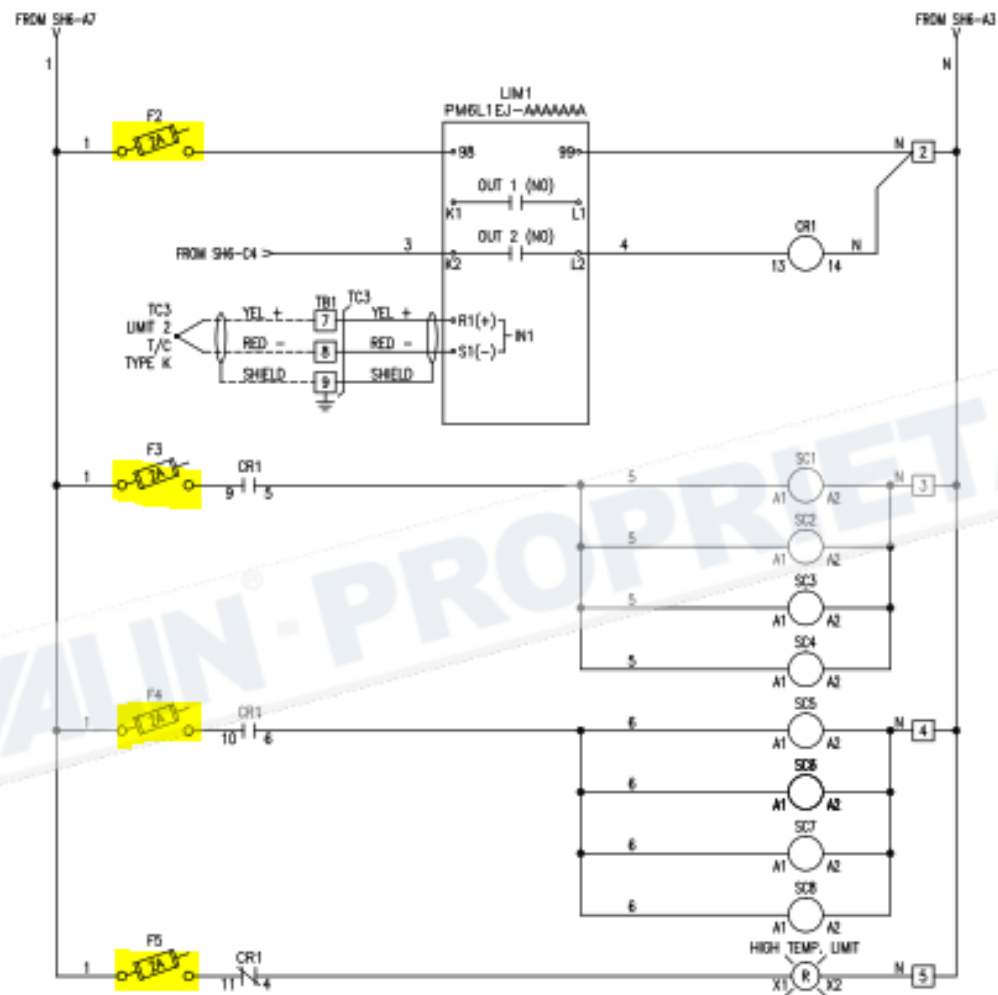 FROM SH6-A7
FROM SH6-A3
1
N
LIM1
PM6L1EJ-AAAAAAA
F2
1
2A
98
99
N
2
OUT 1 (NO)
K1
L1
CR1
OUT 2 (NO)
FROM SH6-C4
3
K2
L2
4
13
14
N
TC3
LIMIT 2
T/C
TYPE K
YEL +
TB1
TC3
7
YEL +
R1(+)
IN1
RED -
8
RED -
S1(-)
SHIELD
9
SHIELD
F3
1
2A
CR1
9
5
5
SC1
A1
A2
N
3
SC2
5
A1
A2
SC3
5
A1
A2
SC4
5
A1
A2
F4
1
2A
CR1
10
6
6
SC5
A1
A2
N
4
SC6
6
A1
A2
SC7
6
A1
A2
SC8
6
A1
A2
F5
1
2A
CR1
11
4
HIGH TEMP. LIMIT
R
X1
X2
N
5
AUN® · PROPRIET